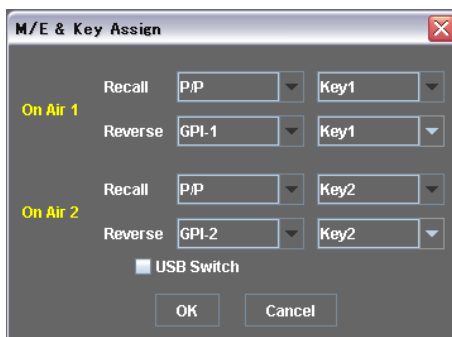 M/E & Key Assign
On Air 1
Recall P/P Key1
Reverse GPI-1 Key1
On Air 2
Recall P/P Key2
Reverse GPI-2 Key2
USB Switch
OK Cancel